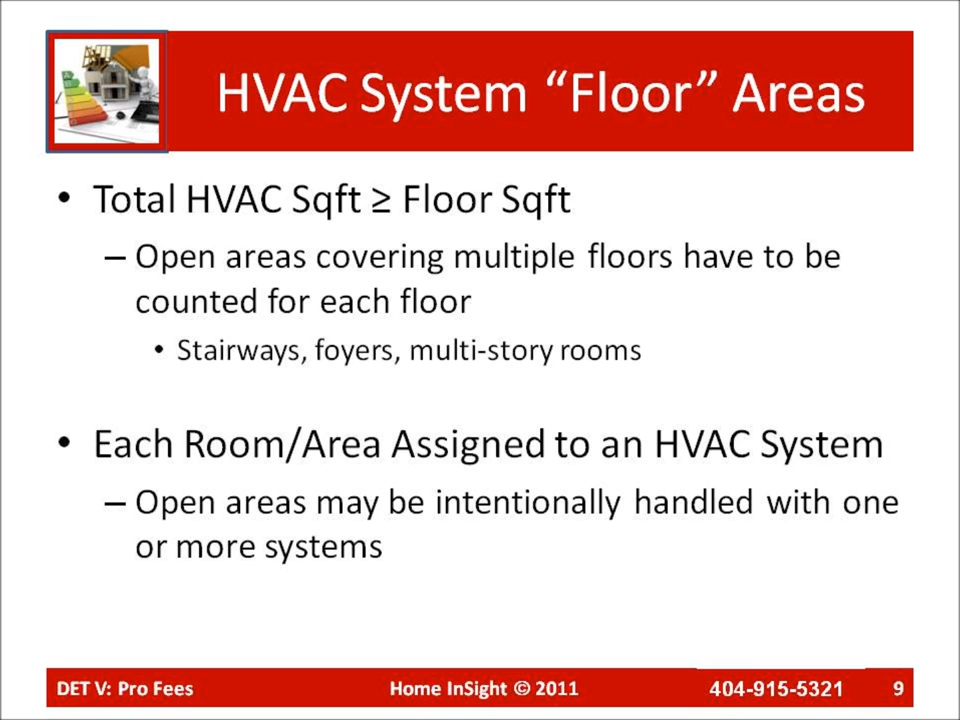 HVAC System “Floor” Areas
• Total HVAC Sqft ≥ Floor Sqft
– Open areas covering multiple floors have to be
counted for each floor
• Stairways, foyers, multi-story rooms
• Each Room/Area Assigned to an HVAC System
– Open areas may be intentionally handled with one
or more systems
DET V: Pro Fees Home InSight © 2011 404-915-5321 9